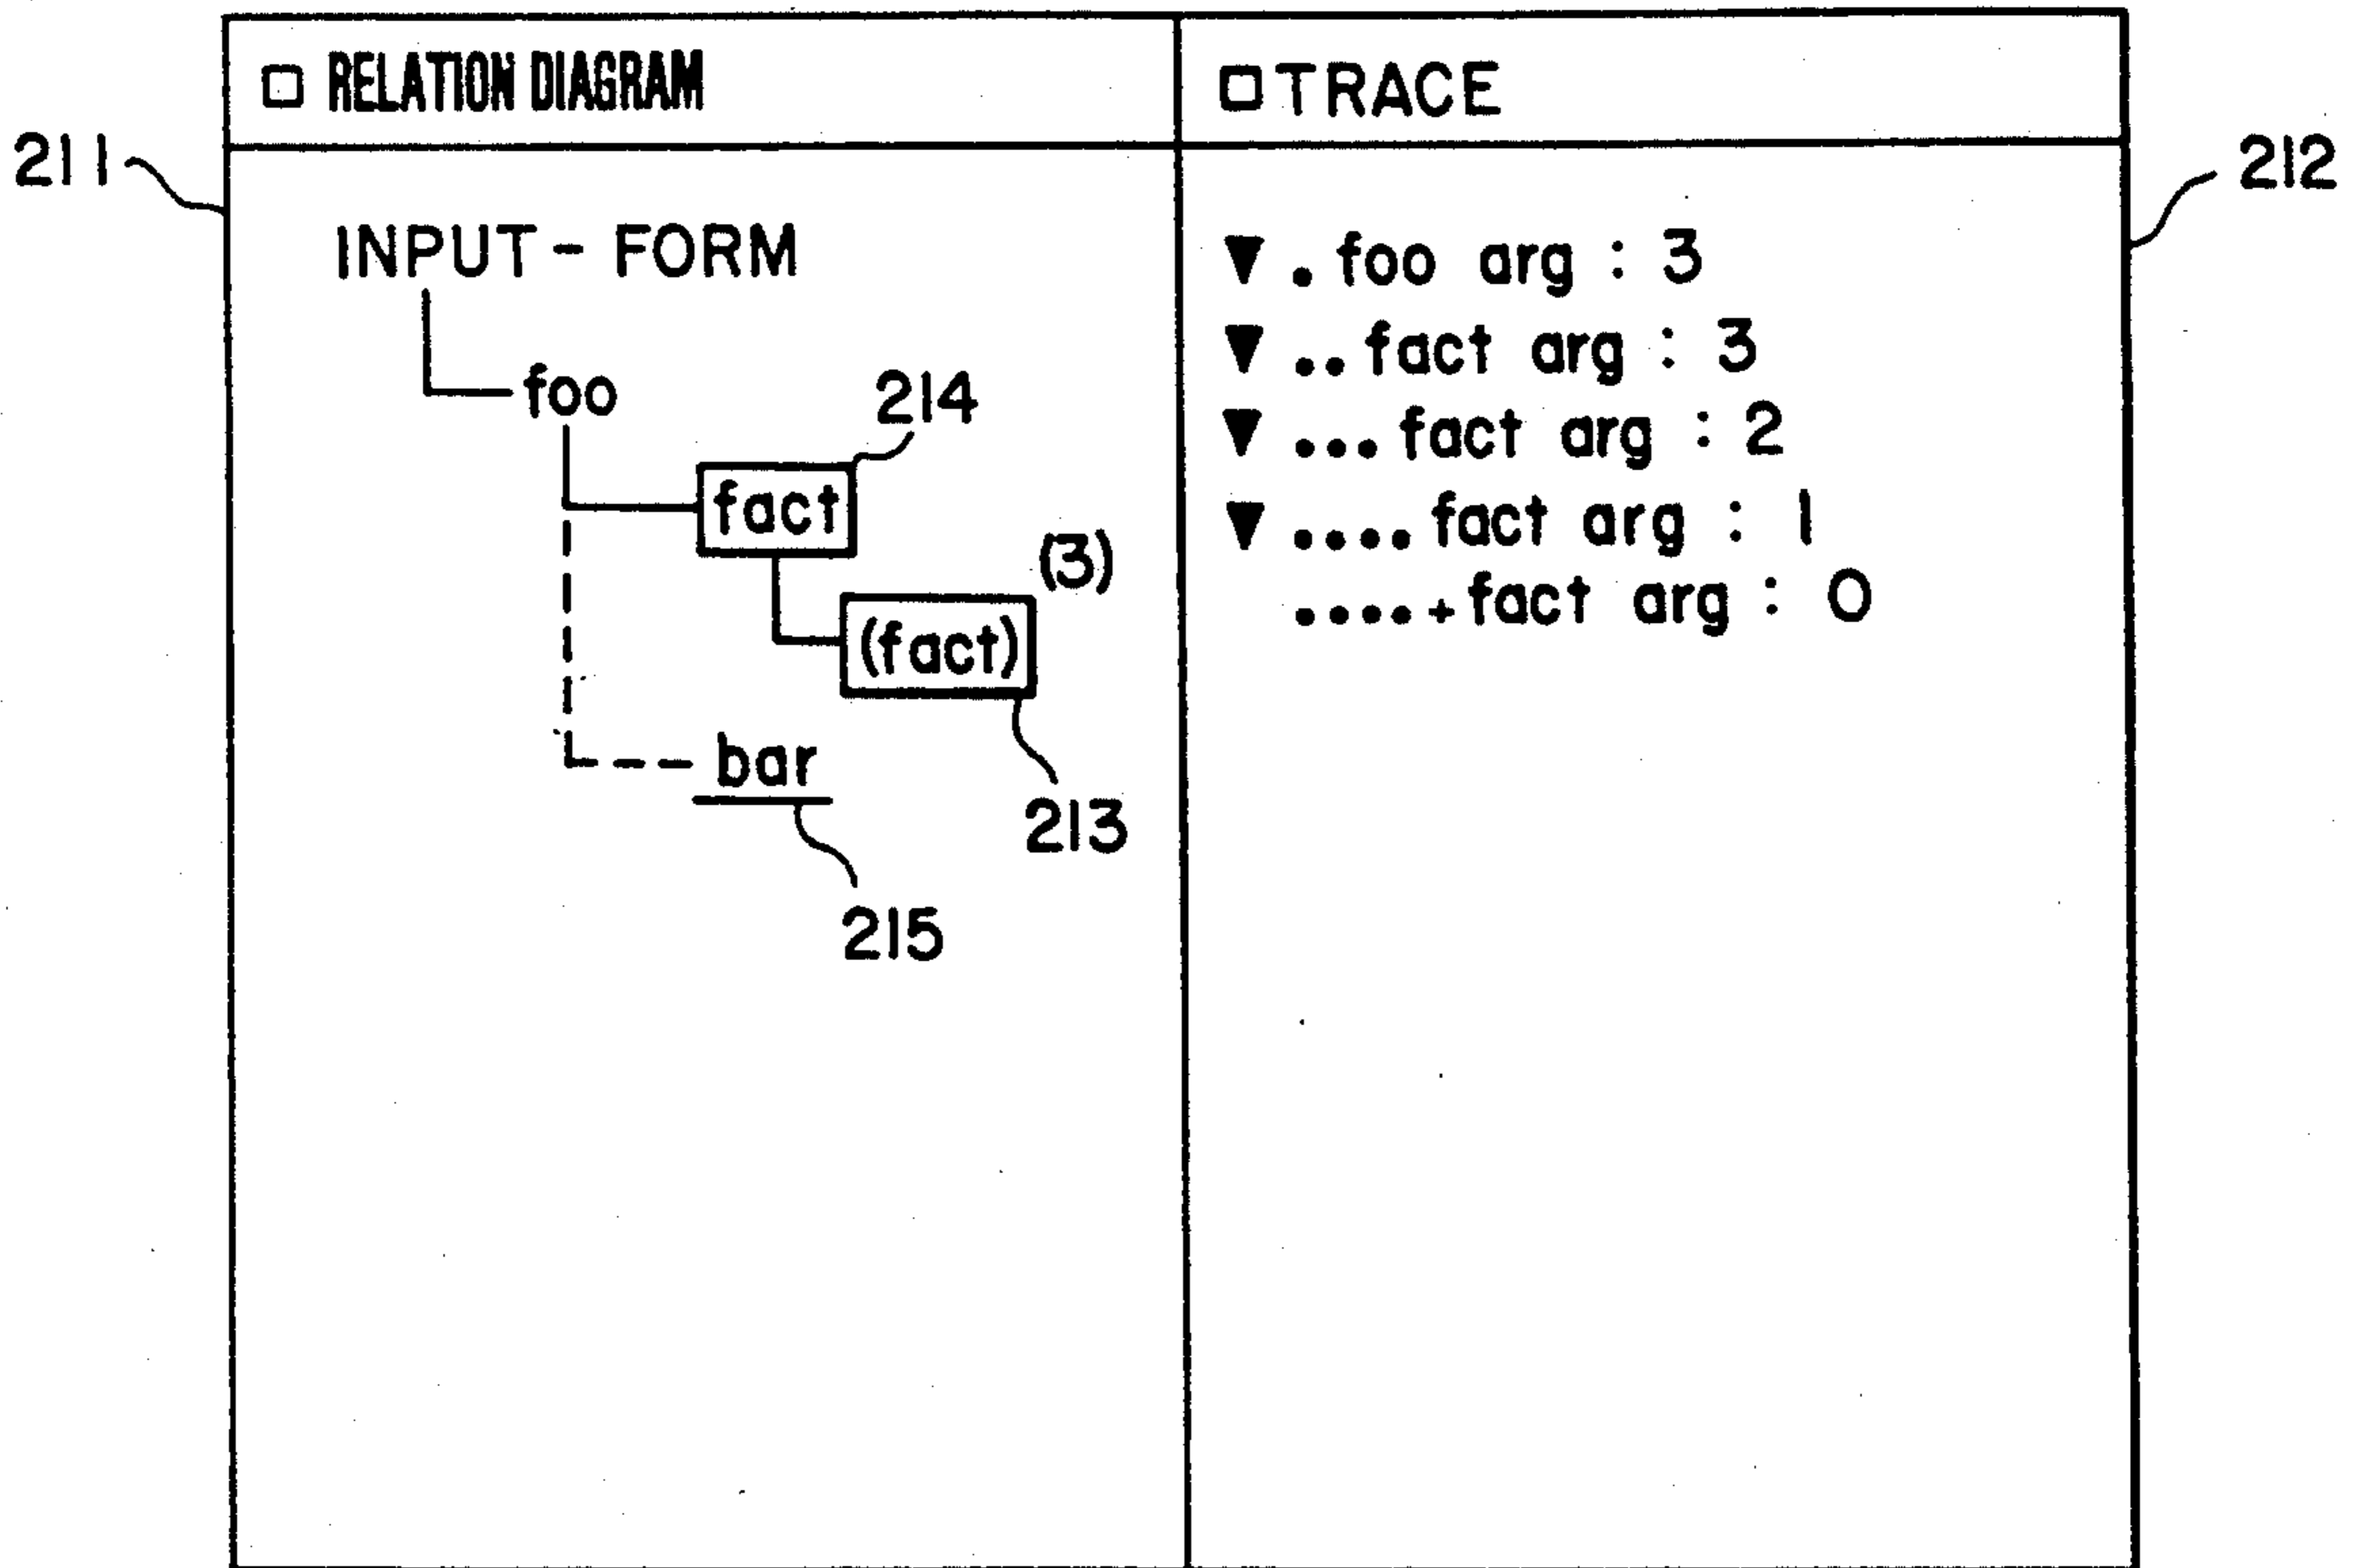 □ RELATION DIAGRAM
□ TRACE
211
212
INPUT-FORM
foo
214
fact
(3)
(fact)
bar
213
215
▼.foo arg : 3
▼..fact arg : 3
▼...fact arg : 2
▼....fact arg : 1
....+fact arg : 0